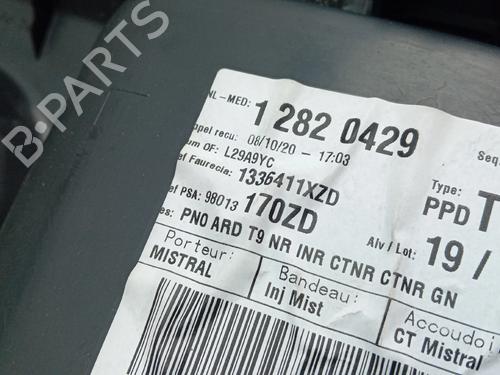 B-PARTS
NL-MED: 1 282 0429
ppel recu: 08/10/20 - 17:03
um OF: L29A9YC
ef Faurecia: 1336411XZD
ef PSA: 98013 170ZD
es: PNO ARD T9 NR INR CTNR CTNR GN
Seq
Type:
PPD T
Alv/Lot: 19/
Porteur:
MISTRAL
Bandeau:
Inj Mist
Accoudoi
CT Mistral